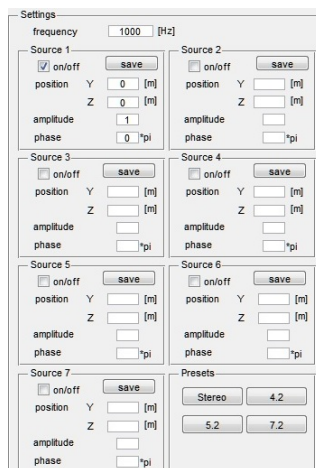 Settings
frequency 1000 [Hz]
Source 1
on/off save
position Y 0 [m]
Z 0 [m]
amplitude 1
phase 0 *pi
Source 2
on/off save
position Y [m]
Z [m]
amplitude
phase *pi
Source 3
on/off save
position Y [m]
Z [m]
amplitude
phase *pi
Source 4
on/off save
position Y [m]
Z [m]
amplitude
phase *pi
Source 5
on/off save
position Y [m]
Z [m]
amplitude
phase *pi
Source 6
on/off save
position Y [m]
Z [m]
amplitude
phase *pi
Source 7
on/off save
position Y [m]
Z [m]
amplitude
phase *pi
Presets
Stereo 4.2
5.2 7.2